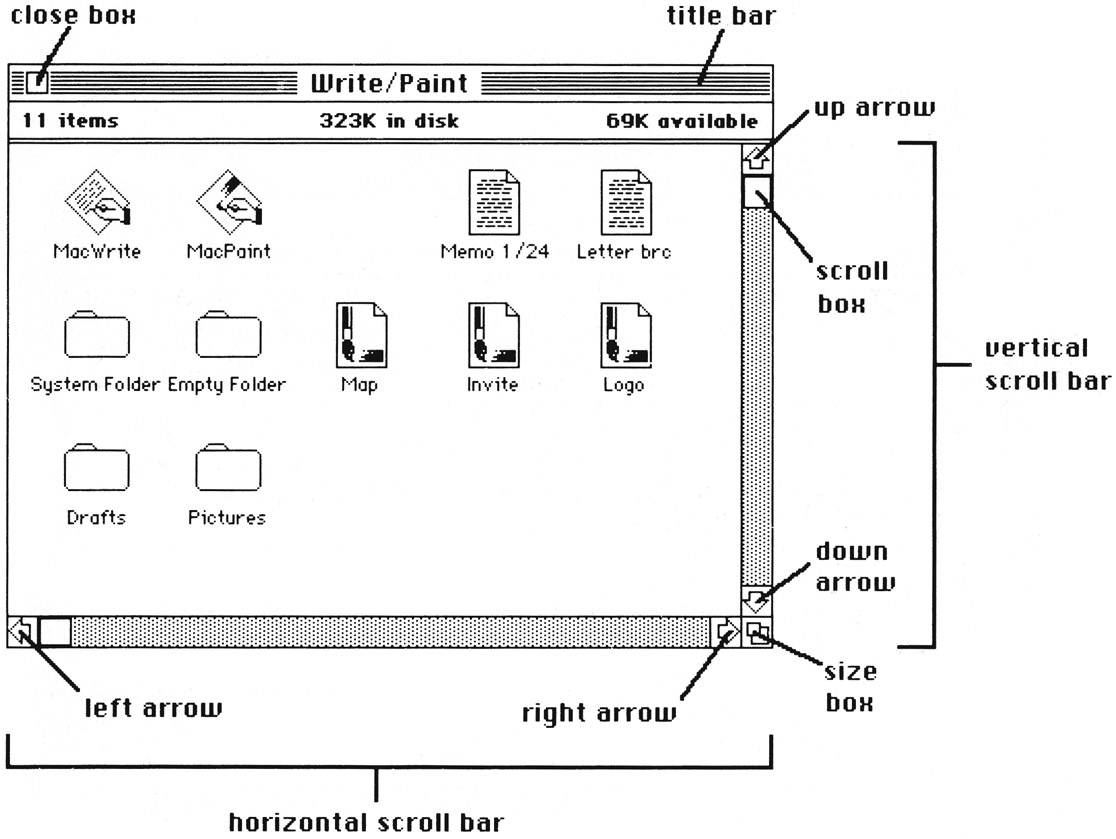 close box
title bar
Write/Paint
11 items 323K in disk 69K available
up arrow
MacWrite MacPaint Memo 1/24 Letter brc
scroll
box
vertical
scroll bar
System Folder Empty Folder Map Invite Logo
Drafts Pictures
down
arrow
size
box
left arrow
right arrow
horizontal scroll bar